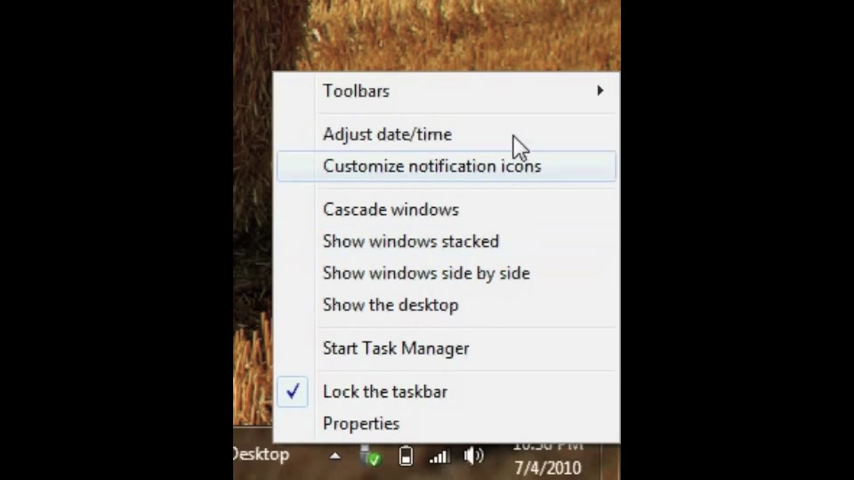 Toolbars
Adjust date/time
Customize notification icons
Cascade windows
Show windows stacked
Show windows side by side
Show the desktop
Start Task Manager
Lock the taskbar
Properties
Desktop
7/4/2010